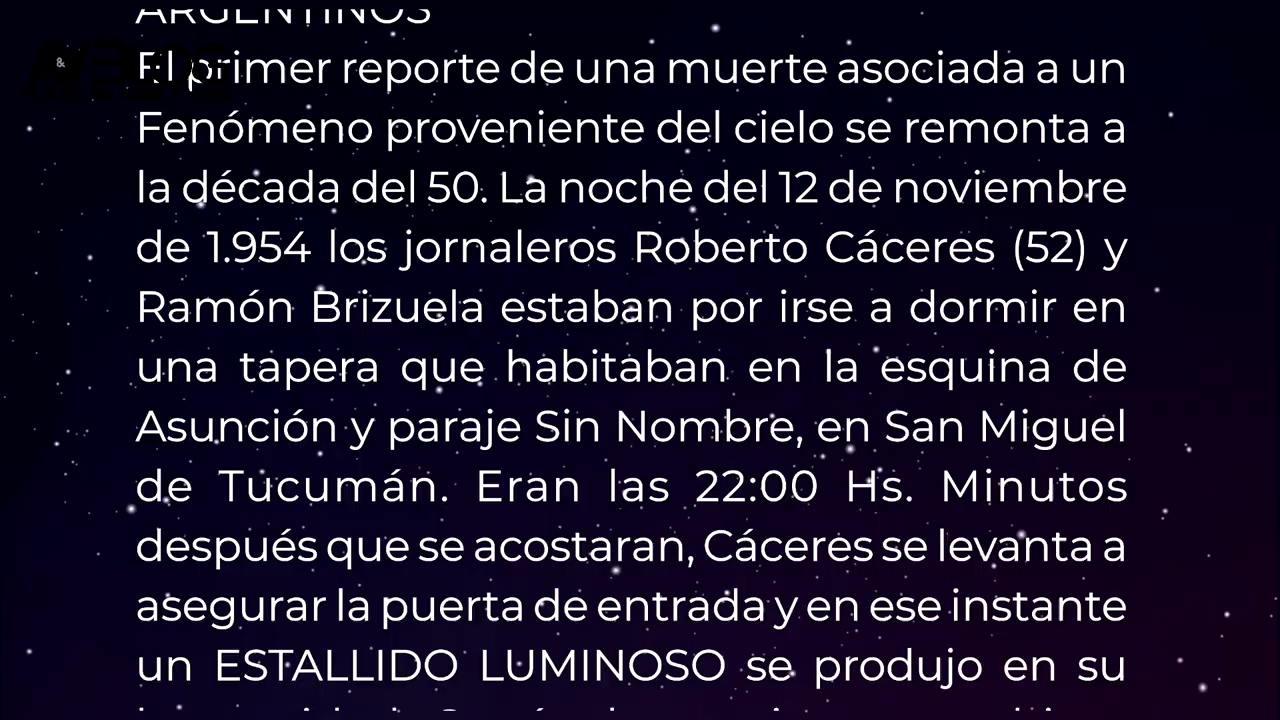 ARGENTINOS
&
El primer reporte de una muerte asociada a un
Fenómeno proveniente del cielo se remonta a
la década del 50. La noche del 12 de noviembre
de 1.954 los jornaleros Roberto Cáceres (52) y
Ramón Brizuela estaban por irse a dormir en
una tapera que habitaban en la esquina de
Asunción y paraje Sin Nombre, en San Miguel
de Tucumán. Eran las 22:00 Hs. Minutos
después que se acostaran, Cáceres se levanta a
asegurar la puerta de entrada y en ese instante
un ESTALLIDO LUMINOSO se produjo en su